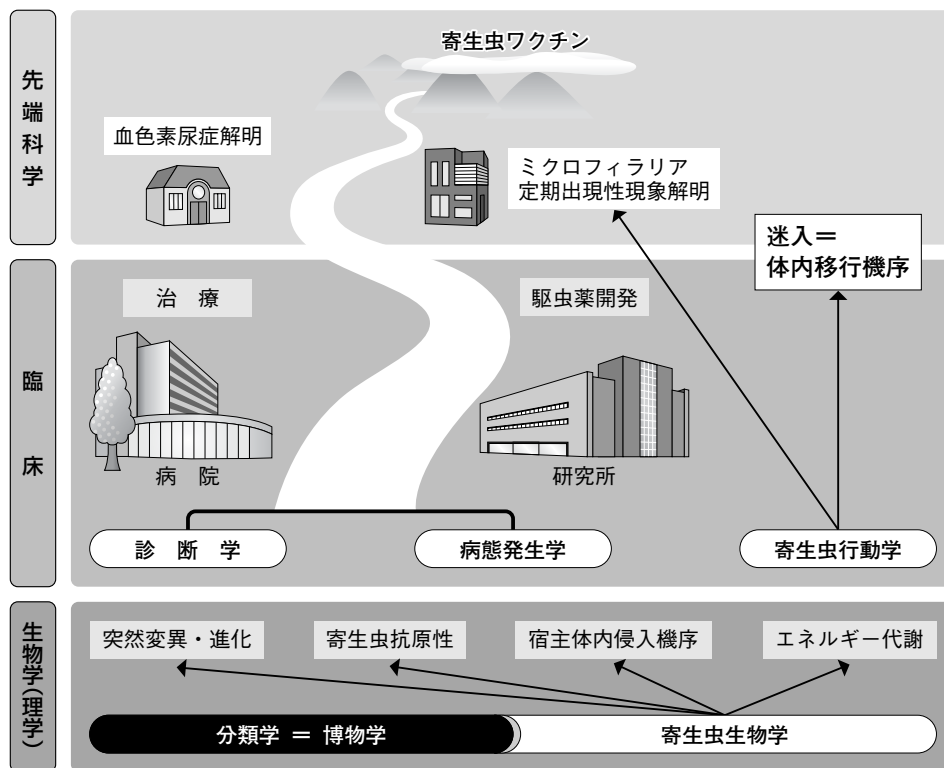 先端科学
寄生虫ワクチン
血色素尿症解明
ミクロフィラリア
定期出現性現象解明
迷入＝
体内移行機序
臨床
治　療
駆虫薬開発
病　院
研究所
診　断　学
病態発生学
寄生虫行動学
生物学(理学)
突然変異・進化
寄生虫抗原性
宿主体内侵入機序
エネルギー代謝
分類学 ＝ 博物学
寄生虫生物学